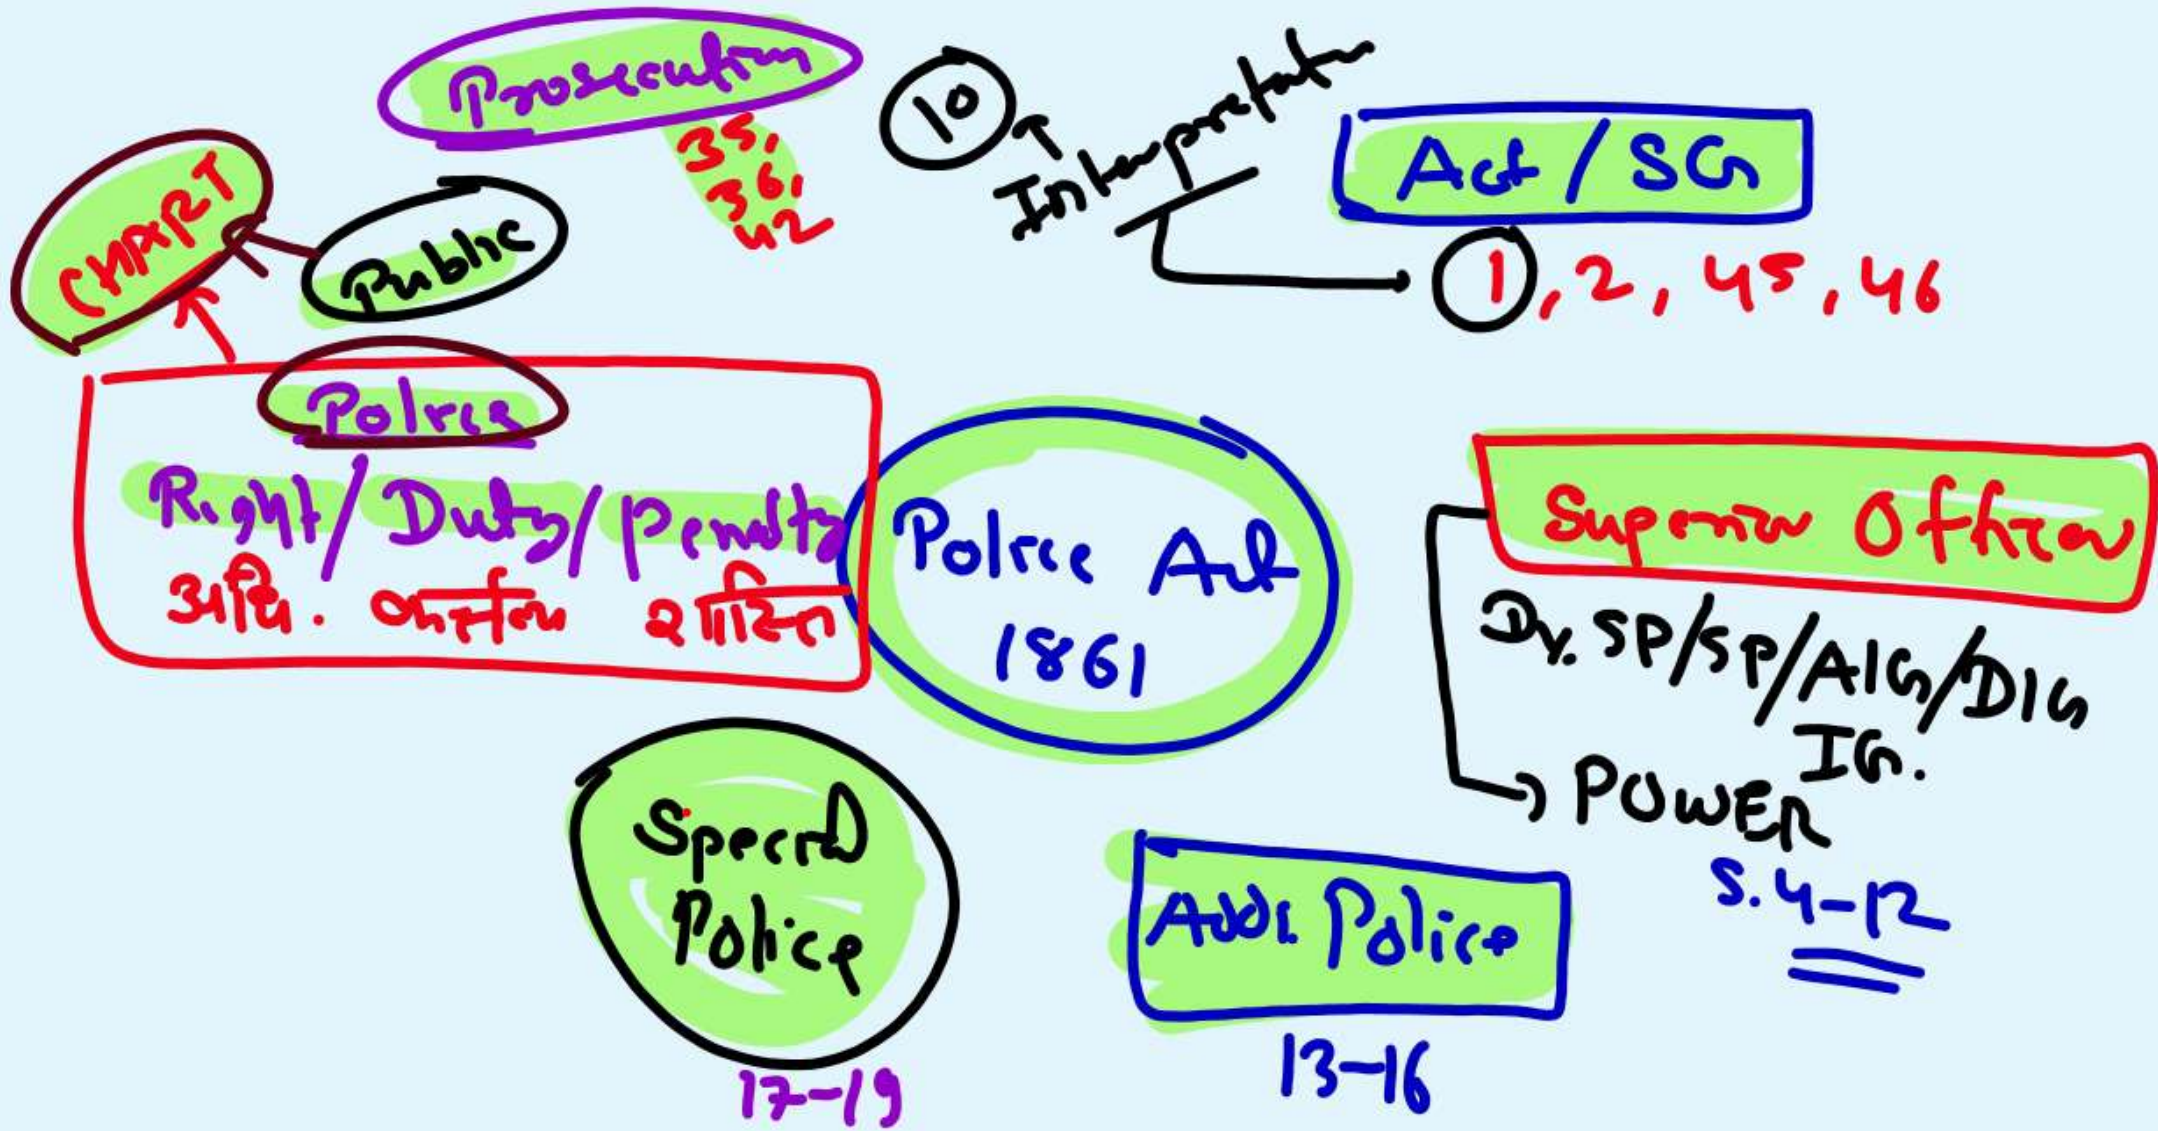 Prosecution
35,
36,
42
10
Interpretation
Act / SG
1, 2, 45, 46
CHART
Public
Police
Right / Duty / Penalty
अधि. कर्तव्य शास्ति
Police Act
1861
Superior Officer
Dy. SP/SP/AIG/DIG
IG.
POWER
S. 4-12
Special
Police
17-19
Addl. Police
13-16